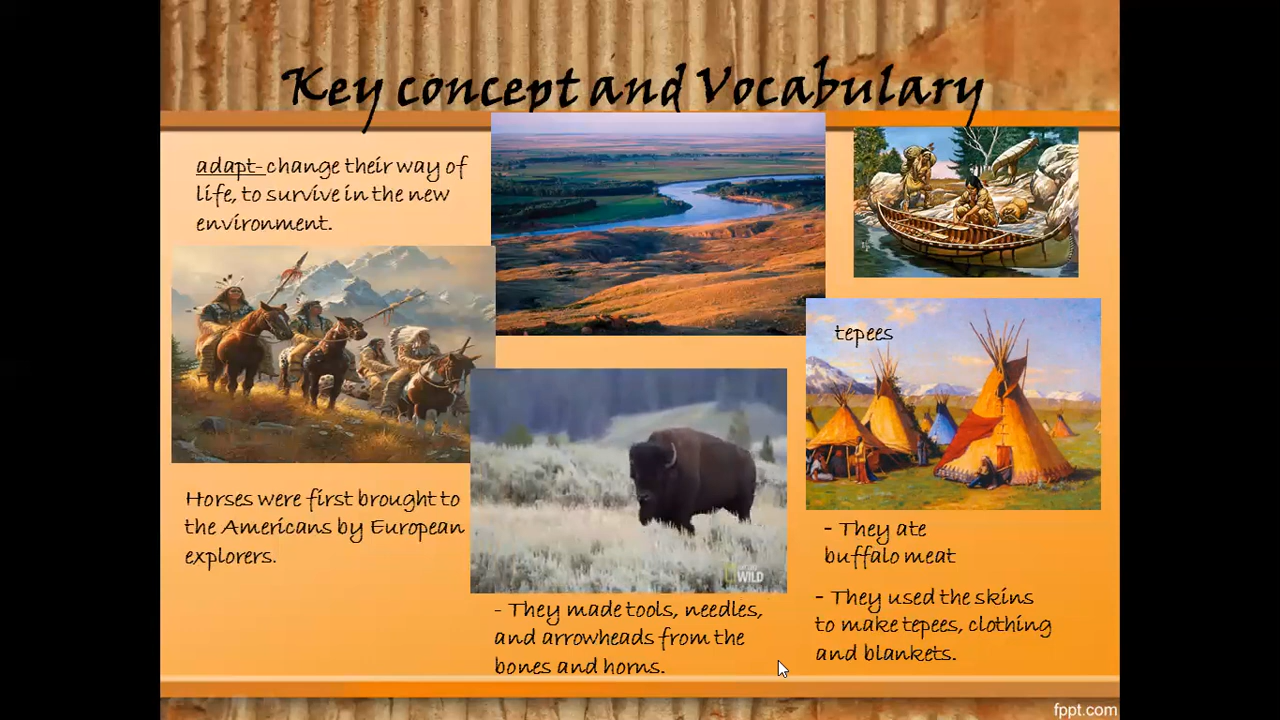 Key concept and Vocabulary
adapt- change their way of
life, to survive in the new
environment.
tepees
Horses were first brought to
the Americans by European
explorers.
WILD
- They made tools, needles,
and arrowheads from the
bones and horns.
- They ate
buffalo meat
- They used the skins
to make tepees, clothing
and blankets.
fppt.com